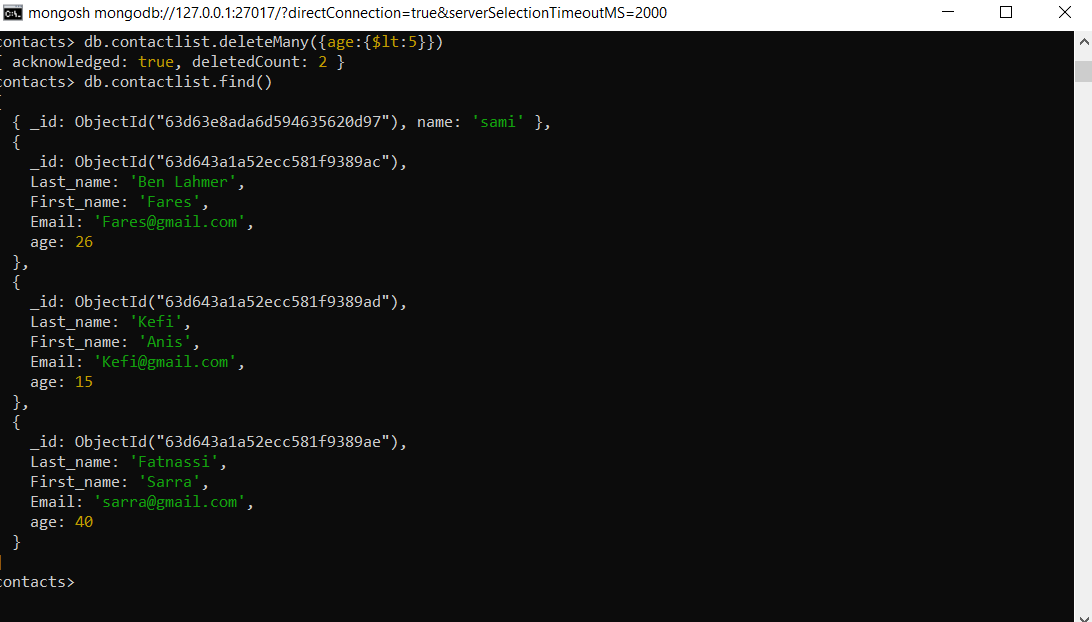 mongosh mongodb://127.0.0.1:27017/?directConnection=true&serverSelectionTimeoutMS=2000
contacts> db.contactlist.deleteMany({age:{$lt:5}})
{ acknowledged: true, deletedCount: 2 }
contacts> db.contactlist.find()
[
{ _id: ObjectId("63d63e8ada6d594635620d97"), name: 'sami' },
{
_id: ObjectId("63d643a1a52ecc581f9389ac"),
Last_name: 'Ben Lahmer',
First_name: 'Fares',
Email: 'Fares@gmail.com',
age: 26
},
{
_id: ObjectId("63d643a1a52ecc581f9389ad"),
Last_name: 'Kefi',
First_name: 'Anis',
Email: 'Kefi@gmail.com',
age: 15
},
{
_id: ObjectId("63d643a1a52ecc581f9389ae"),
Last_name: 'Fatnassi',
First_name: 'Sarra',
Email: 'sarra@gmail.com',
age: 40
}
]
contacts>